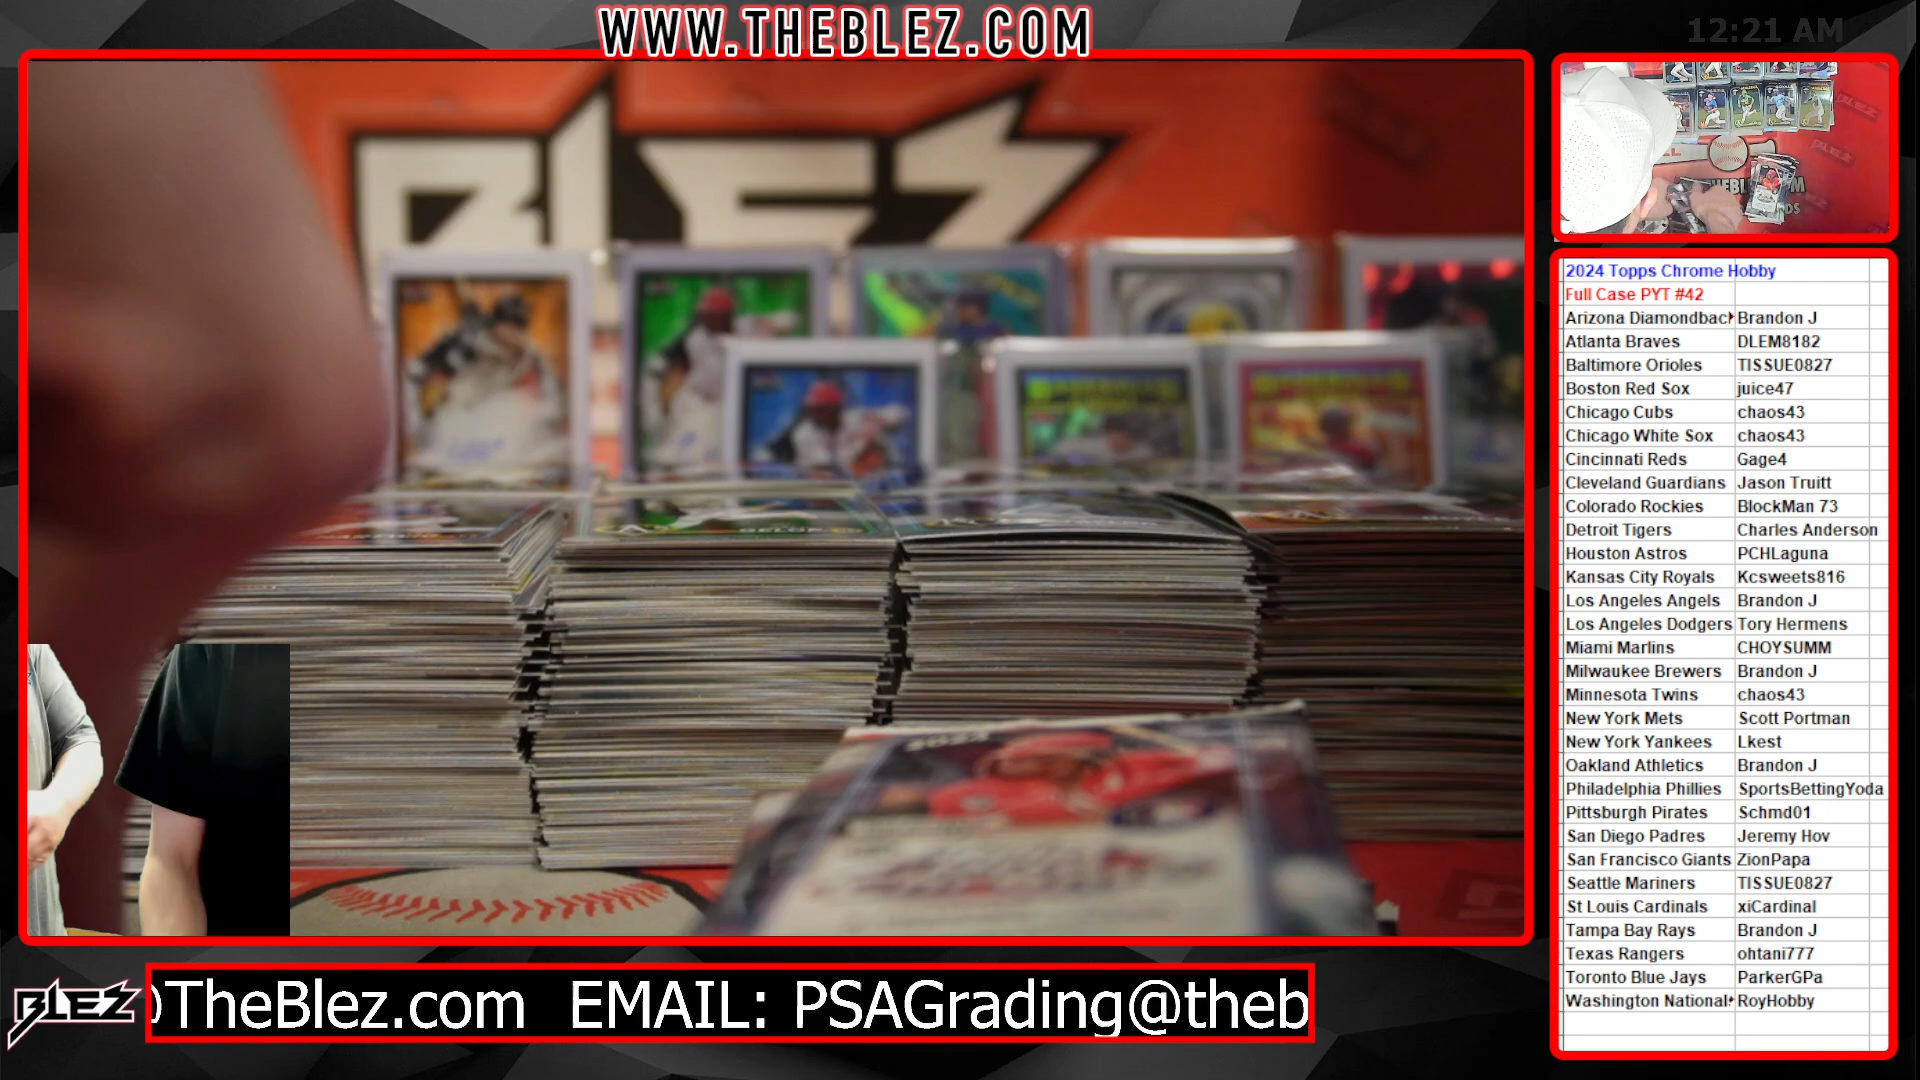 WWW.THEBLEZ.COM
12:21 AM
BLEZ
2024 Topps Chrome Hobby
Full Case PYT #42
Arizona Diamondbac Brandon J
Atlanta Braves DLEM8182
Baltimore Orioles TISSUE0827
Boston Red Sox juice47
Chicago Cubs chaos43
Chicago White Sox chaos43
Cincinnati Reds Gage4
Cleveland Guardians Jason Truitt
Colorado Rockies BlockMan 73
Detroit Tigers Charles Anderson
Houston Astros PCHLaguna
Kansas City Royals Kcsweets816
Los Angeles Angels Brandon J
Los Angeles Dodgers Tory Hermens
Miami Marlins CHOYSUMM
Milwaukee Brewers Brandon J
Minnesota Twins chaos43
New York Mets Scott Portman
New York Yankees Lkest
Oakland Athletics Brandon J
Philadelphia Phillies SportsBettingYoda
Pittsburgh Pirates Schmd01
San Diego Padres Jeremy Hov
San Francisco Giants ZionPapa
Seattle Mariners TISSUE0827
St Louis Cardinals xiCardinal
Tampa Bay Rays Brandon J
Texas Rangers ohtani777
Toronto Blue Jays ParkerGPa
Washington National RoyHobby
GELOF
BLEZ
@TheBlez.com EMAIL: PSAGrading@theb